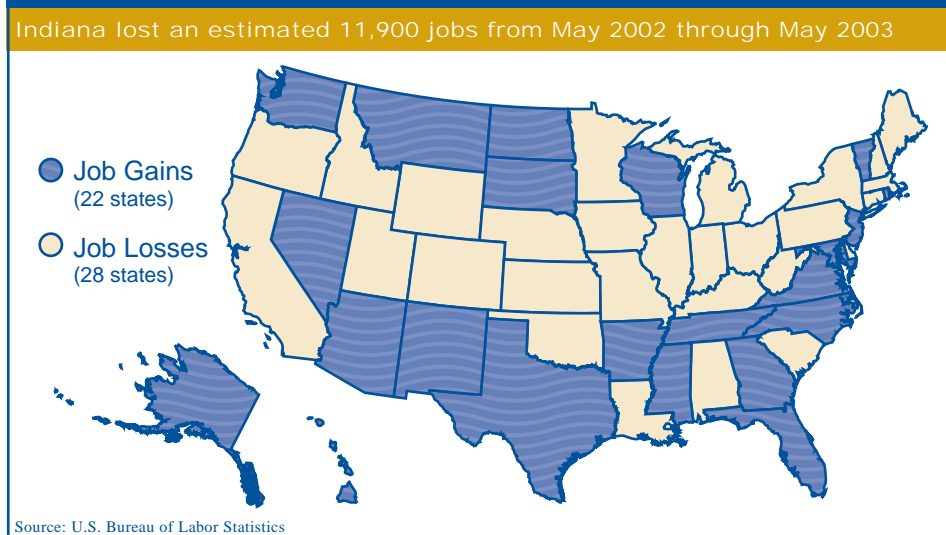 Indiana lost an estimated 11,900 jobs from May 2002 through May 2003
Job Gains
(22 states)
Job Losses
(28 states)
Source: U.S. Bureau of Labor Statistics